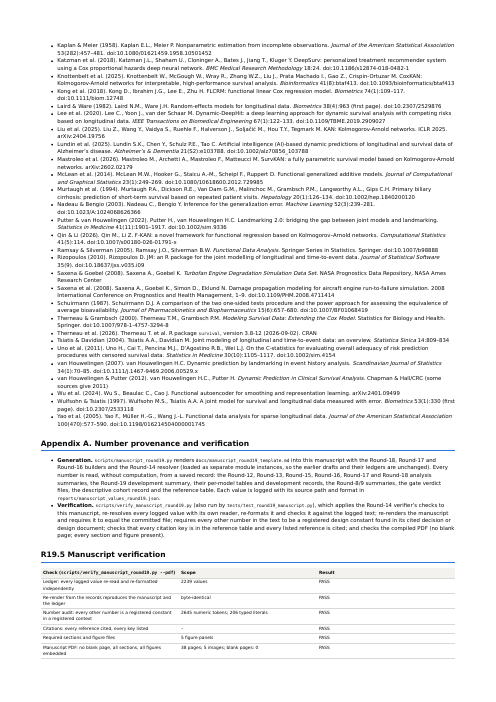 • Kaplan & Meier (1958). Kaplan E.L., Meier P. Nonparametric estimation from incomplete observations. Journal of the American Statistical Association
53(282):457–481. doi:10.1080/01621459.1958.10501452
• Katzman et al. (2018). Katzman J.L., Shaham U., Cloninger A., Bates J., Jiang T., Kluger Y. DeepSurv: personalized treatment recommender system
using a Cox proportional hazards deep neural network. BMC Medical Research Methodology 18:24. doi:10.1186/s12874-018-0482-1
• Knottenbelt et al. (2025). Knottenbelt W., McGough W., Wray R., Zhang W.Z., Liu J., Prata Machado I., Gao Z., Crispin-Ortuzar M. CoxKAN:
Kolmogorov-Arnold networks for interpretable, high-performance survival analysis. Bioinformatics 41(8):btaf413. doi:10.1093/bioinformatics/btaf413
• Kong et al. (2018). Kong D., Ibrahim J.G., Lee E., Zhu H. FLCRM: functional linear Cox regression model. Biometrics 74(1):109–117.
doi:10.1111/biom.12748
• Laird & Ware (1982). Laird N.M., Ware J.H. Random-effects models for longitudinal data. Biometrics 38(4):963 (first page). doi:10.2307/2529876
• Lee et al. (2020). Lee C., Yoon J., van der Schaar M. Dynamic-DeepHit: a deep learning approach for dynamic survival analysis with competing risks
based on longitudinal data. IEEE Transactions on Biomedical Engineering 67(1):122–133. doi:10.1109/TBME.2019.2909027
• Liu et al. (2025). Liu Z., Wang Y., Vaidya S., Ruehle F., Halverson J., Soljačić M., Hou T.Y., Tegmark M. KAN: Kolmogorov-Arnold networks. ICLR 2025.
arXiv:2404.19756
• Lundin et al. (2025). Lundin S.K., Chen Y., Schulz P.E., Tao C. Artificial intelligence (AI)-based dynamic predictions of longitudinal and survival data of
Alzheimer's disease. Alzheimer's & Dementia 21(S2):e103788. doi:10.1002/alz70856_103788
• Mastroleo et al. (2026). Mastroleo M., Archetti A., Mastroleo F., Matteucci M. SurvKAN: a fully parametric survival model based on Kolmogorov-Arnold
networks. arXiv:2602.02179
• McLean et al. (2014). McLean M.W., Hooker G., Staicu A.-M., Scheipl F., Ruppert D. Functional generalized additive models. Journal of Computational
and Graphical Statistics 23(1):249–269. doi:10.1080/10618600.2012.729985
• Murtaugh et al. (1994). Murtaugh P.A., Dickson E.R., Van Dam G.M., Malinchoc M., Grambsch P.M., Langworthy A.L., Gips C.H. Primary biliary
cirrhosis: prediction of short-term survival based on repeated patient visits. Hepatology 20(1):126–134. doi:10.1002/hep.1840200120
• Nadeau & Bengio (2003). Nadeau C., Bengio Y. Inference for the generalization error. Machine Learning 52(3):239–281.
doi:10.1023/A:1024068626366
• Putter & van Houwelingen (2022). Putter H., van Houwelingen H.C. Landmarking 2.0: bridging the gap between joint models and landmarking.
Statistics in Medicine 41(11):1901–1917. doi:10.1002/sim.9336
• Qin & Li (2026). Qin M., Li Z. F-KAN: a novel framework for functional regression based on Kolmogorov-Arnold networks. Computational Statistics
41(5):114. doi:10.1007/s00180-026-01791-x
• Ramsay & Silverman (2005). Ramsay J.O., Silverman B.W. Functional Data Analysis. Springer Series in Statistics. Springer. doi:10.1007/b98888
• Rizopoulos (2010). Rizopoulos D. JM: an R package for the joint modelling of longitudinal and time-to-event data. Journal of Statistical Software
35(9). doi:10.18637/jss.v035.i09
• Saxena & Goebel (2008). Saxena A., Goebel K. Turbofan Engine Degradation Simulation Data Set. NASA Prognostics Data Repository, NASA Ames
Research Center
• Saxena et al. (2008). Saxena A., Goebel K., Simon D., Eklund N. Damage propagation modeling for aircraft engine run-to-failure simulation. 2008
International Conference on Prognostics and Health Management, 1–9. doi:10.1109/PHM.2008.4711414
• Schuirmann (1987). Schuirmann D.J. A comparison of the two one-sided tests procedure and the power approach for assessing the equivalence of
average bioavailability. Journal of Pharmacokinetics and Biopharmaceutics 15(6):657–680. doi:10.1007/BF01068419
• Therneau & Grambsch (2000). Therneau T.M., Grambsch P.M. Modeling Survival Data: Extending the Cox Model. Statistics for Biology and Health.
Springer. doi:10.1007/978-1-4757-3294-8
• Therneau et al. (2026). Therneau T.M. et al. R package survival, version 3.8-12 (2026-09-02). CRAN
• Tsiatis & Davidian (2004). Tsiatis A.A., Davidian M. Joint modeling of longitudinal and time-to-event data: an overview. Statistica Sinica 14:809–834
• Uno et al. (2011). Uno H., Cai T., Pencina M.J., D'Agostino R.B., Wei L.J. On the C-statistics for evaluating overall adequacy of risk prediction
procedures with censored survival data. Statistics in Medicine 30(10):1105–1117. doi:10.1002/sim.4154
• van Houwelingen (2007). van Houwelingen H.C. Dynamic prediction by landmarking in event history analysis. Scandinavian Journal of Statistics
34(1):70–85. doi:10.1111/j.1467-9469.2006.00529.x
• van Houwelingen & Putter (2012). van Houwelingen H.C., Putter H. Dynamic Prediction in Clinical Survival Analysis. Chapman & Hall/CRC (some
sources give 2011)
• Wu et al. (2024). Wu S., Beaulac C., Cao J. Functional autoencoder for smoothing and representation learning. arXiv:2401.09499
• Wulfsohn & Tsiatis (1997). Wulfsohn M.S., Tsiatis A.A. A joint model for survival and longitudinal data measured with error. Biometrics 53(1):330 (first
page). doi:10.2307/2533118
• Yao et al. (2005). Yao F., Müller H.-G., Wang J.-L. Functional data analysis for sparse longitudinal data. Journal of the American Statistical Association
100(470):577–590. doi:10.1198/016214504000001745
Appendix A. Number provenance and verification
• Generation. scripts/build_manuscript_round19.py renders docs/manuscript_round19_template.md into this manuscript with the Round-18, Round-17 and
Round-16 builders and the Round-14 resolver (loaded as separate module instances, so the earlier drafts and their ledgers are unchanged). Every
number is read, without computation, from a saved record: the Round-12, Round-13, Round-15, Round-16, Round-17 and Round-18 analysis
summaries, the Round-19 development summary, their per-model tables and development records, the Round-8/9 summaries, the gate
verdicts files, the descriptive cohort record and the reference table. Each value is logged with its source path and format in
reports/manuscript_values_round19.json.
• Verification. scripts/verify_manuscript_round19.py (also run by tests/test_round19_manuscript.py), which applies the Round-14 verifier's checks to this
manuscript, re-resolves every logged value with its own reader, re-formats it and checks it against the logged text; re-renders the manuscript
and requires it to equal the committed file; requires every other number in the text to be a registered design constant found in its cited decision or
design document; checks that every citation key is in the reference table and every listed reference is cited; and checks the compiled PDF (no blank
page; every section and figure present).
R19.5 Manuscript verification
Check (scripts/verify_manuscript_round19.py --pdf) Scope Result
Ledger: every logged value re-read and re-formatted
independently 2239 values PASS
Re-render from the records reproduces the manuscript and
the ledger byte-identical PASS
Number audit: every other number is a registered constant
in a registered context 2645 numeric tokens; 206 typed literals PASS
Citations: every reference cited, every key listed – PASS
Required sections and figure files 5 figure panels PASS
Manuscript PDF: no blank page, all sections, all figures
embedded 38 pages; 5 images; blank pages: 0 PASS